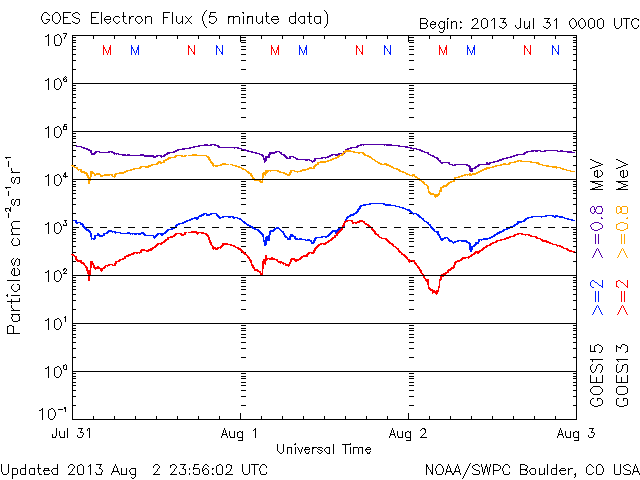 GOES Electron Flux (5 minute data)
Begin: 2013 Jul 31 0000 UTC
10⁷
M M N N M M N N M M N N
10⁶
10⁵
10⁴
10³
10²
10¹
10⁰
10⁻¹
Particles cm⁻²s⁻¹sr⁻¹
GOES15 >=2 >=0.8 MeV
GOES13 >=2 >=0.8 MeV
Jul 31 Aug 1 Aug 2 Aug 3
Universal Time
Updated 2013 Aug 2 23:56:02 UTC
NOAA/SWPC Boulder, CO USA